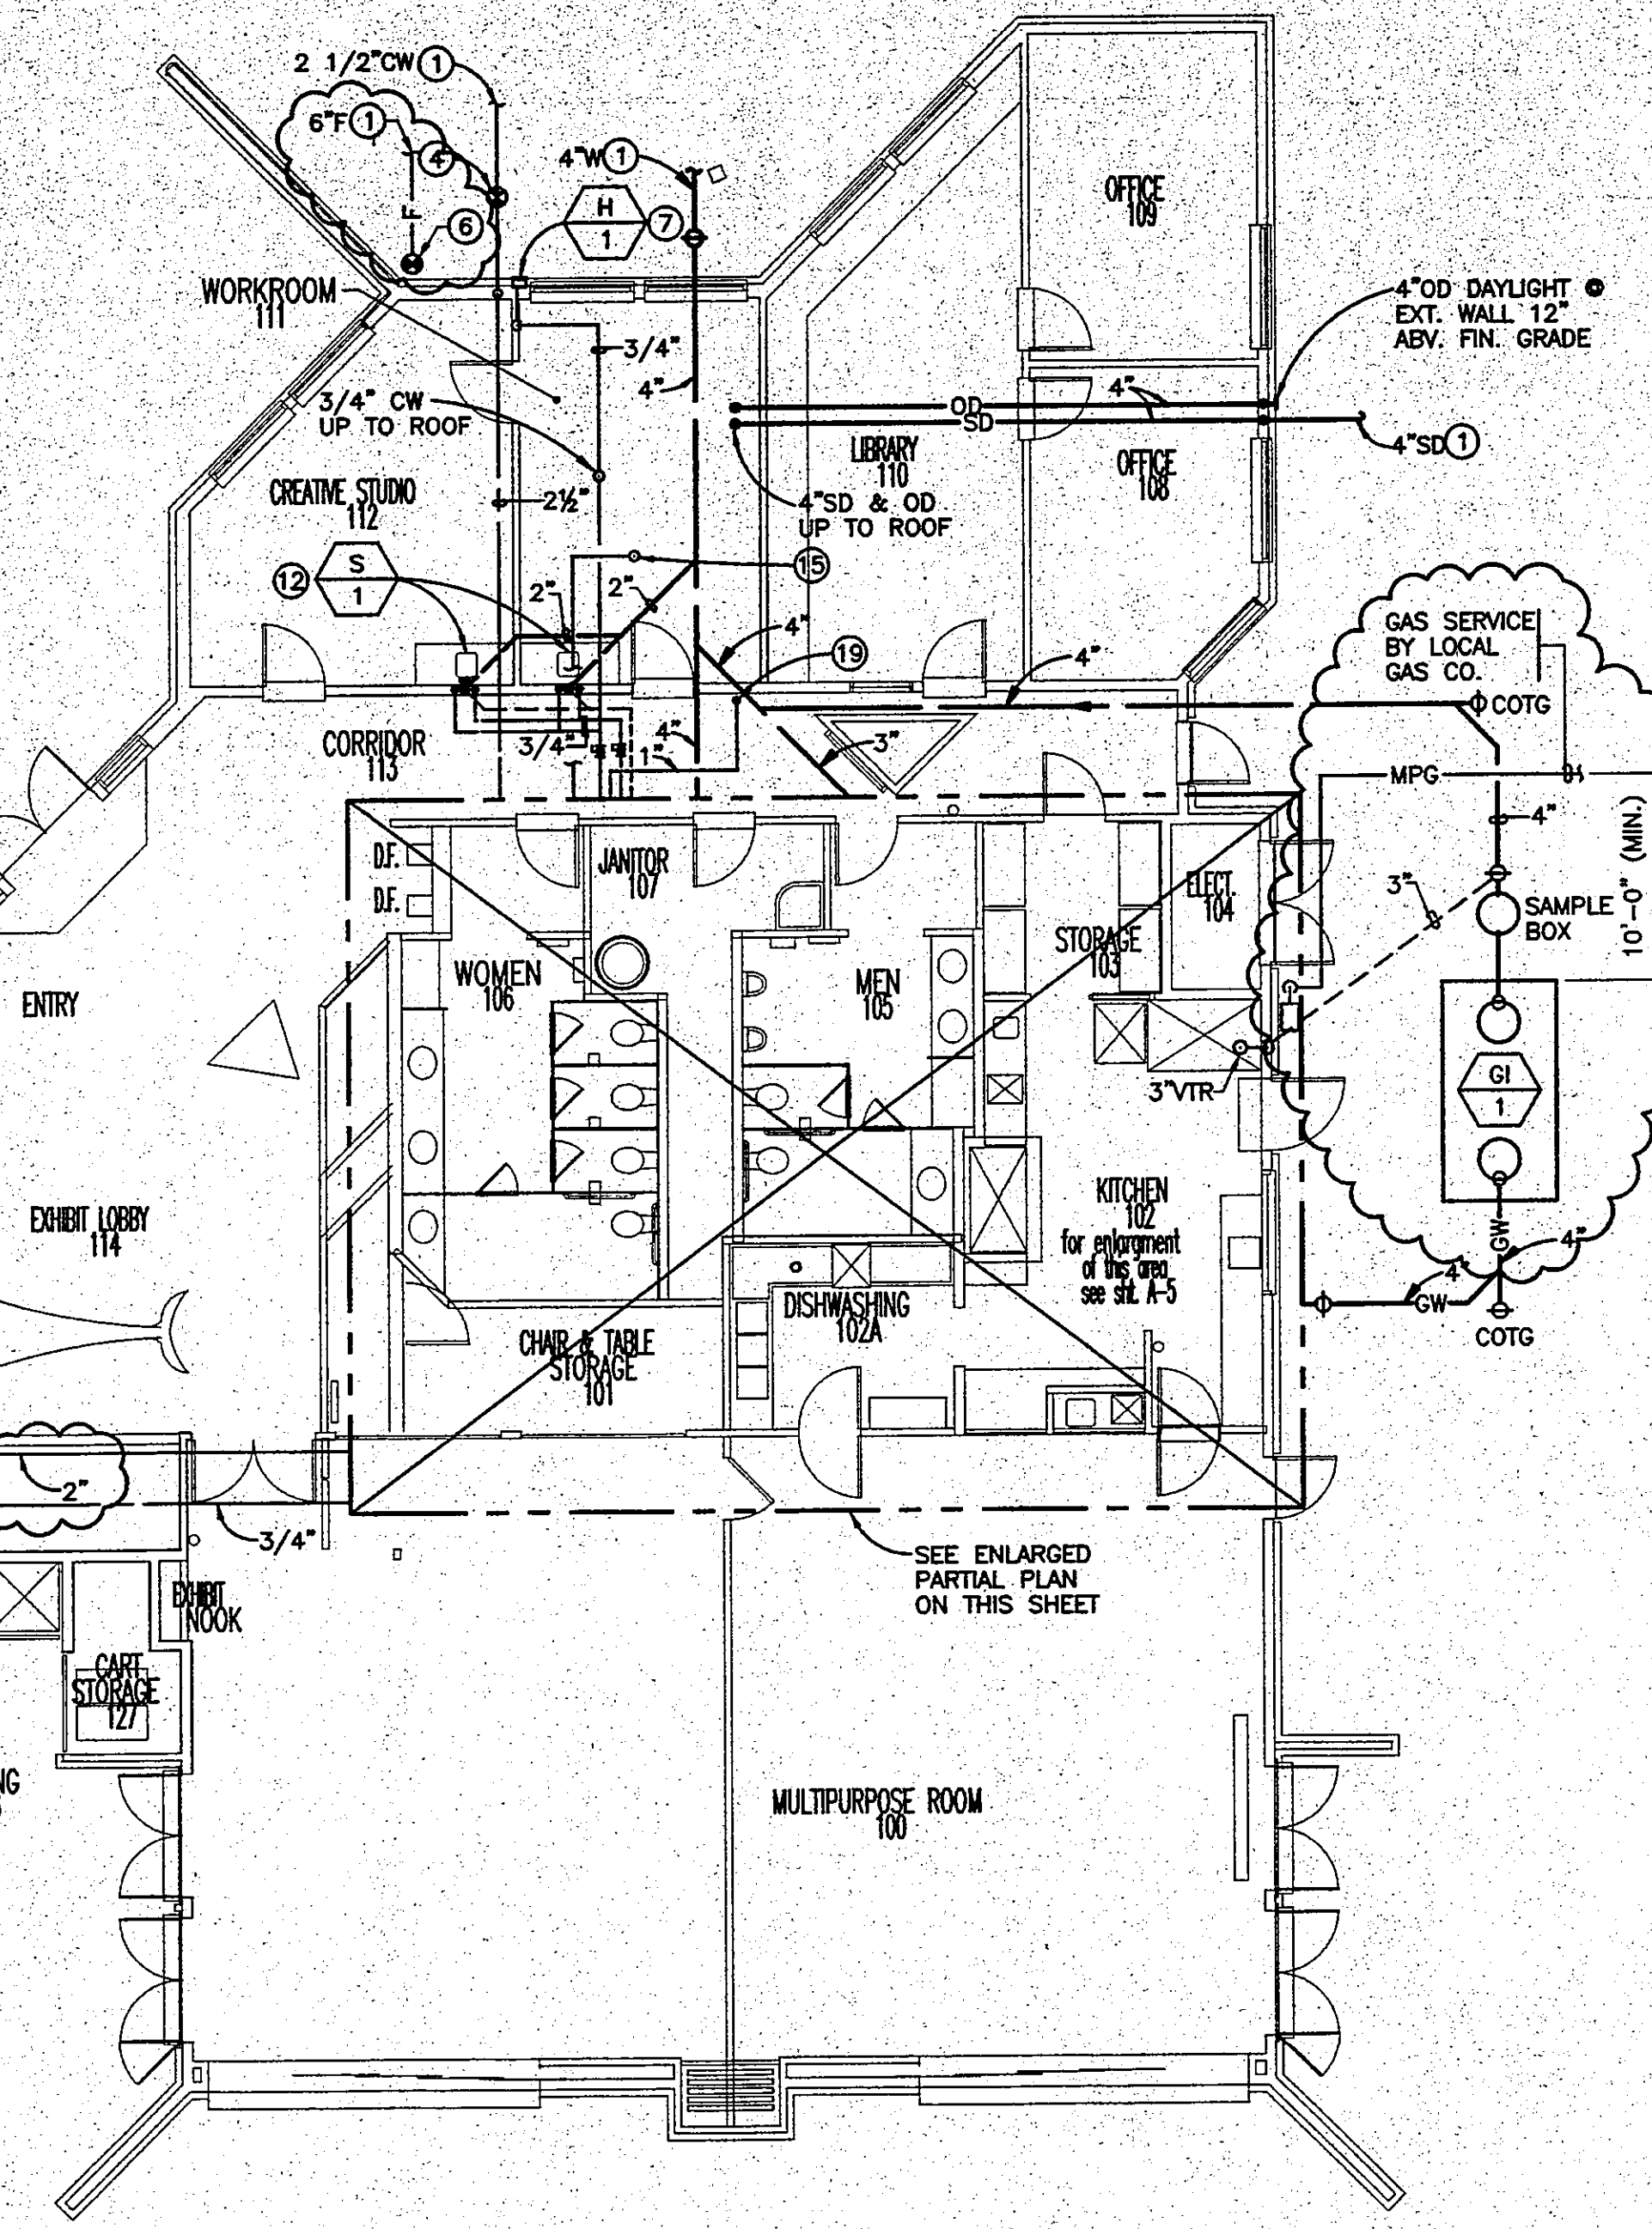 2 1/2"CW 1
6"F 1
4
F
6
4"W 1
H
1
7
OFFICE
109
WORKROOM
111
4"OD DAYLIGHT @
EXT. WALL 12"
ABV. FIN. GRADE
3/4"
4"
3/4" CW
UP TO ROOF
4"
OD
SD
4"SD 1
LIBRARY
110
OFFICE
108
CREATIVE STUDIO
112
2½"
4"SD & OD
UP TO ROOF
12
S
1
15
2"
2"
4"
19
4"
GAS SERVICE
BY LOCAL
GAS CO.
COTG
CORRIDOR
113
3/4"
1"
4"
3"
4"
MPG
4"
10'-0" (MIN.)
D.F.
D.F.
JANITOR
107
ELECT.
104
3"
SAMPLE
BOX
STORAGE
103
WOMEN
106
MEN
105
G
ENTRY
3"VTR
GI
1
EXHIBIT LOBBY
114
KITCHEN
102
for enlargment
of this area
see sht. A-5
GW
4"
4"
GW
COTG
DISHWASHING
102A
CHAIR & TABLE
STORAGE
101
2"
3/4"
SEE ENLARGED
PARTIAL PLAN
ON THIS SHEET
EXHIBIT
NOOK
CART
STORAGE
127
NG
MULTIPURPOSE ROOM
100